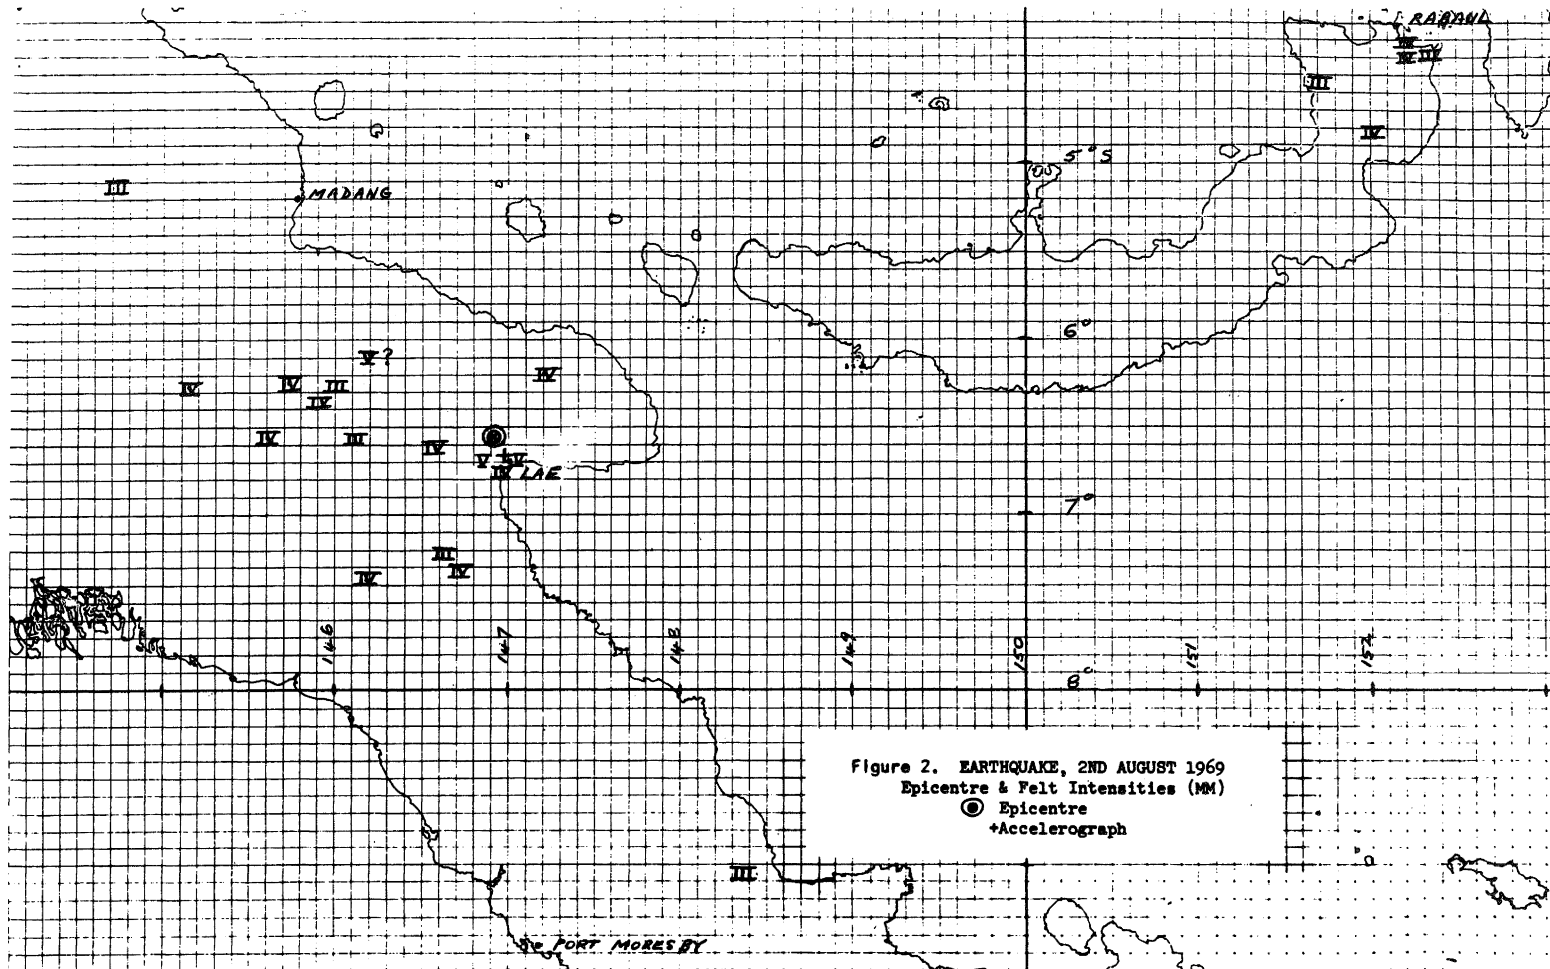 RABAUL
IV
IV III
III
IV
5°S
III
MADANG
6°
V?
IV
IV
IV III
IV
IV III
IV
V + V
IV LAE
7°
III
IV
IV
146
147
148
149
150
151
152
8°
Figure 2. EARTHQUAKE, 2ND AUGUST 1969
Epicentre & Felt Intensities (MM)
Epicentre
+Accelerograph
III
PORT MORESBY